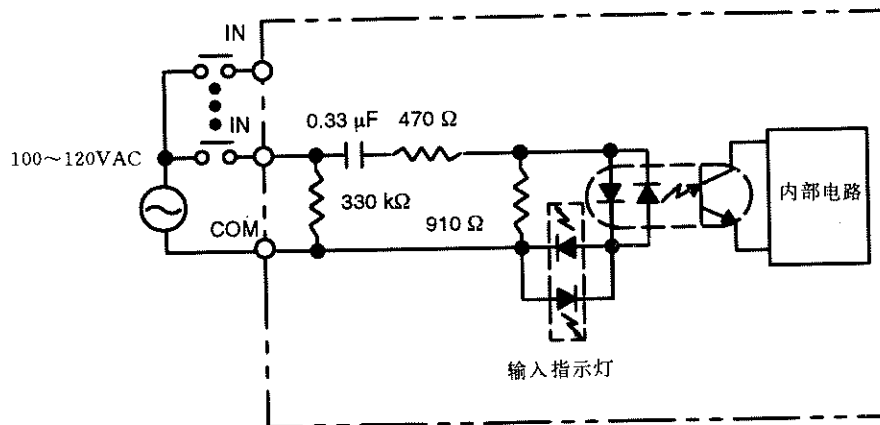 IN
0.33 μF 470 Ω
IN
100~120VAC
内部电路
330 kΩ
910 Ω
COM
输入指示灯